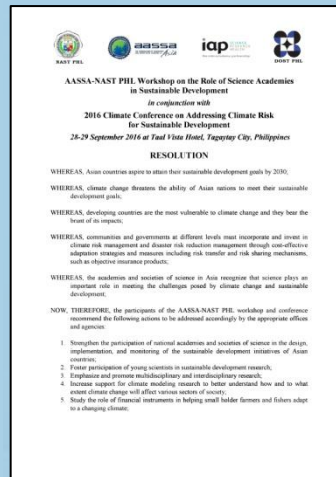 NAST PHL
aassa
Asia
iap
DOST PHL
AASSA-NAST PHL Workshop on the Role of Science Academies
in Sustainable Development
in conjunction with
2016 Climate Conference on Addressing Climate Risk
for Sustainable Development
28-29 September 2016 at Taal Vista Hotel, Tagaytay City, Philippines
RESOLUTION
WHEREAS, Asian countries aspire to attain their sustainable development goals by 2030;
WHEREAS, climate change threatens the ability of Asian nations to meet their sustainable
development goals;
WHEREAS, developing countries are the most vulnerable to climate change and they bear the
brunt of its impacts;
WHEREAS, communities and governments at different levels must incorporate and invest in
climate risk management and disaster risk reduction management through cost-effective
adaptation strategies and measures including risk transfer and risk sharing mechanisms,
such as objective insurance products;
WHEREAS, the academies and societies of science in Asia recognize that science plays an
important role in meeting the challenges posed by climate change and sustainable
development;
NOW, THEREFORE, the participants of the AASSA-NAST PHL workshop and conference
recommend the following actions to be addressed accordingly by the appropriate offices
and agencies:
1. Strengthen the participation of national academies and societies of science in the design,
implementation, and monitoring of the sustainable development initiatives of Asian
countries;
2. Foster participation of young scientists in sustainable development research;
3. Emphasize and promote multidisciplinary and interdisciplinary research;
4. Increase support for climate modeling research to better understand how and to what
extent climate change will affect various sectors of society;
5. Study the role of financial instruments in helping small holder farmers and fishers adapt
to a changing climate;